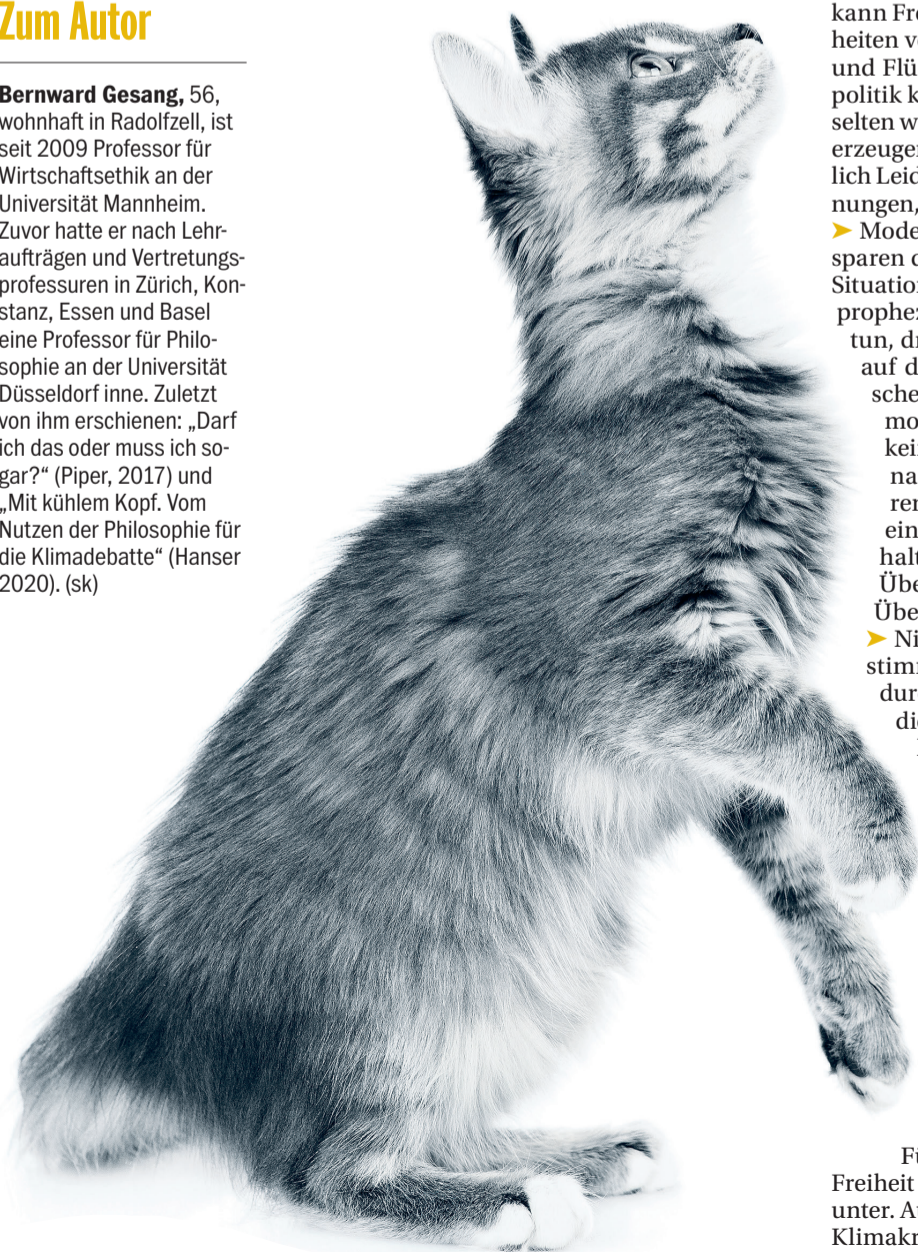 Zum Autor
Bernward Gesang, 56,
wohnhaft in Radolfzell, ist
seit 2009 Professor für
Wirtschaftsethik an der
Universität Mannheim.
Zuvor hatte er nach Lehr-
aufträgen und Vertretungs-
professuren in Zürich, Kon-
stanz, Essen und Basel
eine Professor für Philo-
sophie an der Universität
Düsseldorf inne. Zuletzt
von ihm erschienen: „Darf
ich das oder muss ich so-
gar?“ (Piper, 2017) und
„Mit kühlem Kopf. Vom
Nutzen der Philosophie für
die Klimadebatte“ (Hanser
2020). (sk)
kann
heiten
und
politik
selten
lich
nungen,
➤
sparen
tun,
auf
➤
Freiheit
unter.